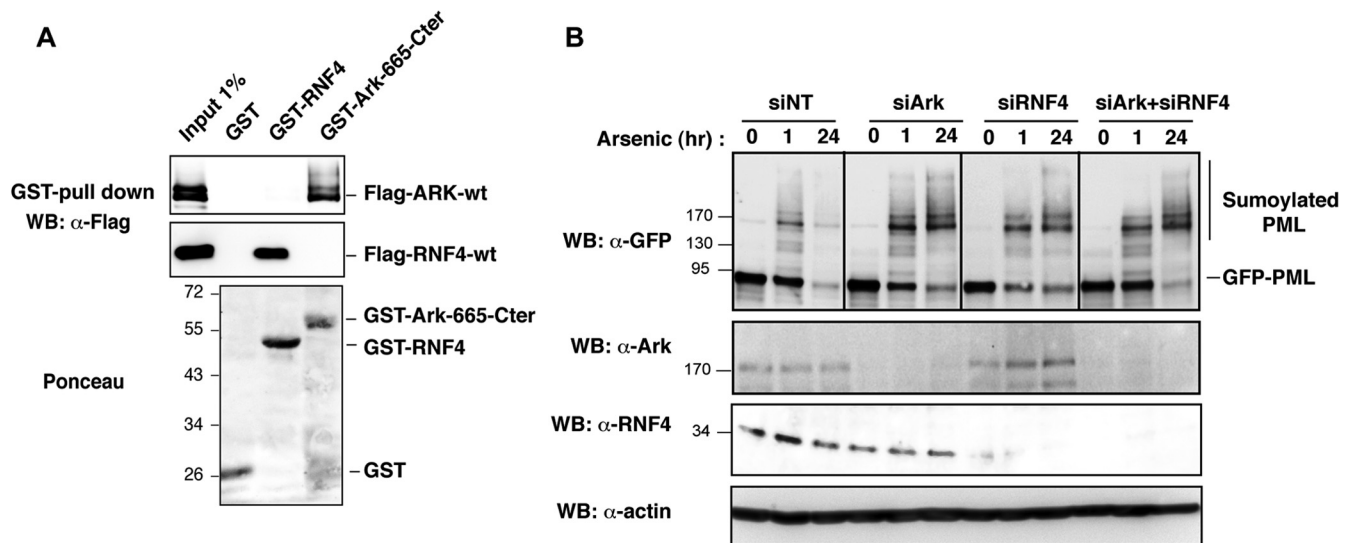 A
Input 1%
GST
GST-RNF4
GST-Ark-665-Cter
GST-pull down
WB: α-Flag
Flag-ARK-wt
Flag-RNF4-wt
Ponceau
72
55
43
34
26
GST-Ark-665-Cter
GST-RNF4
GST
B
siNT siArk siRNF4 siArk+siRNF4
Arsenic (hr) : 0 1 24 0 1 24 0 1 24 0 1 24
WB: α-GFP
170
130
95
Sumoylated
PML
GFP-PML
WB: α-Ark
170
WB: α-RNF4
34
WB: α-actin